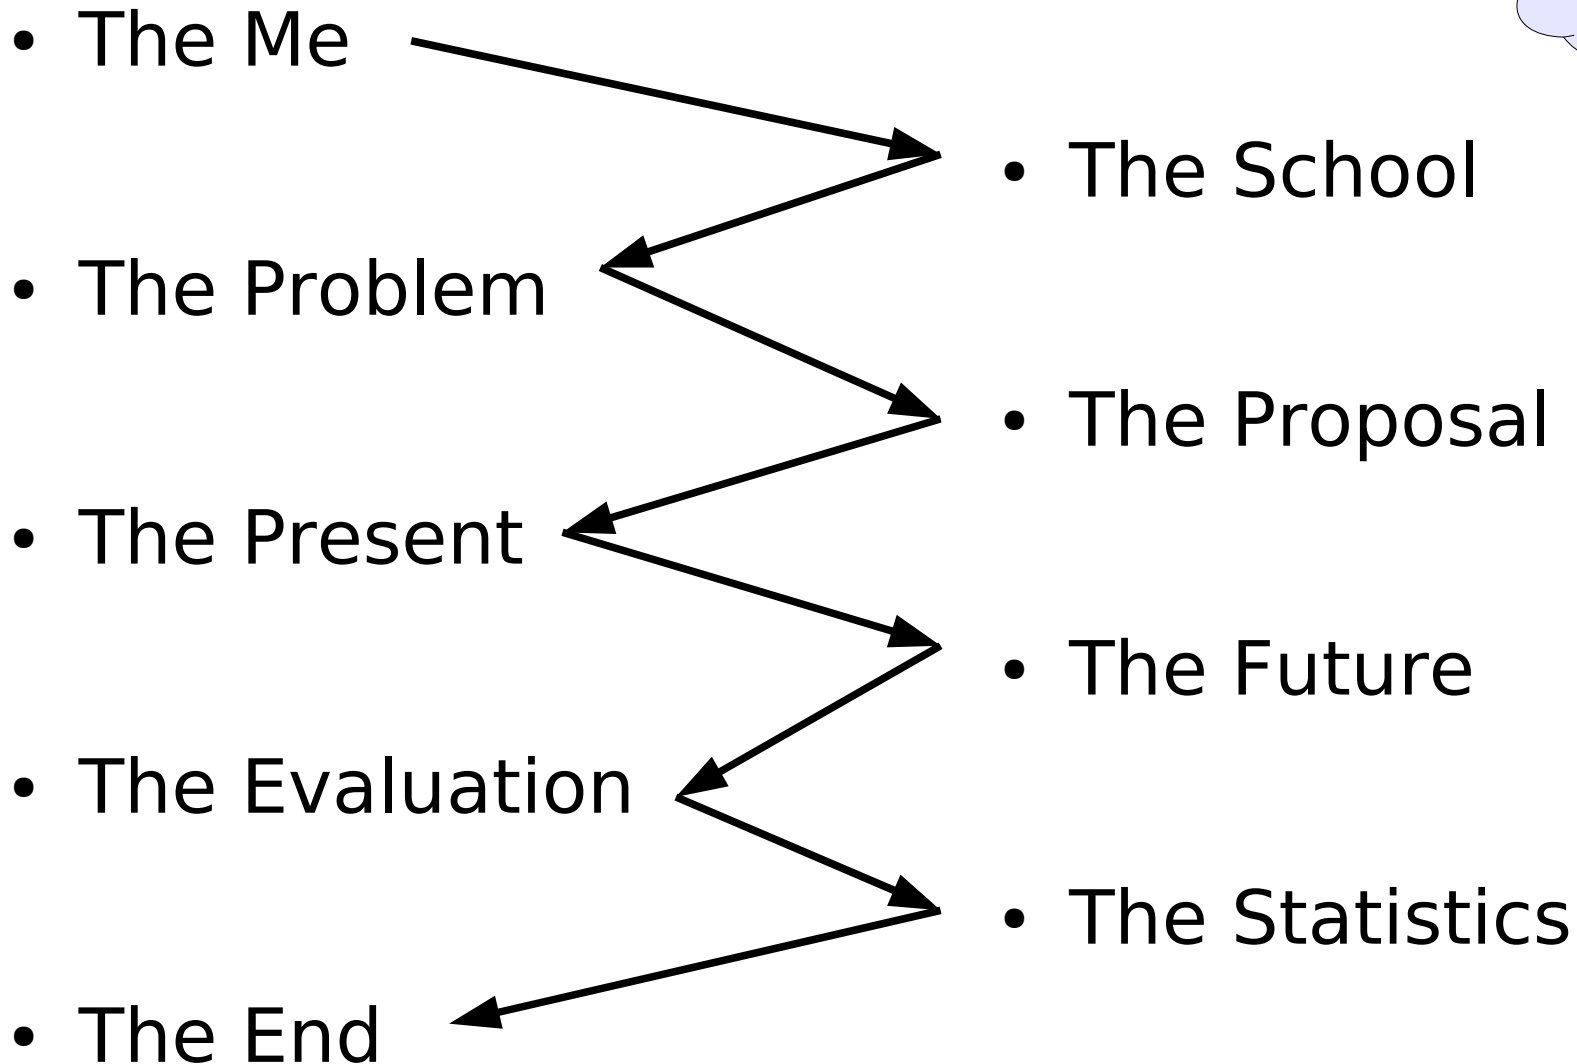 • The Me
• The School
• The Problem
• The Proposal
• The Present
• The Future
• The Evaluation
• The Statistics
• The End